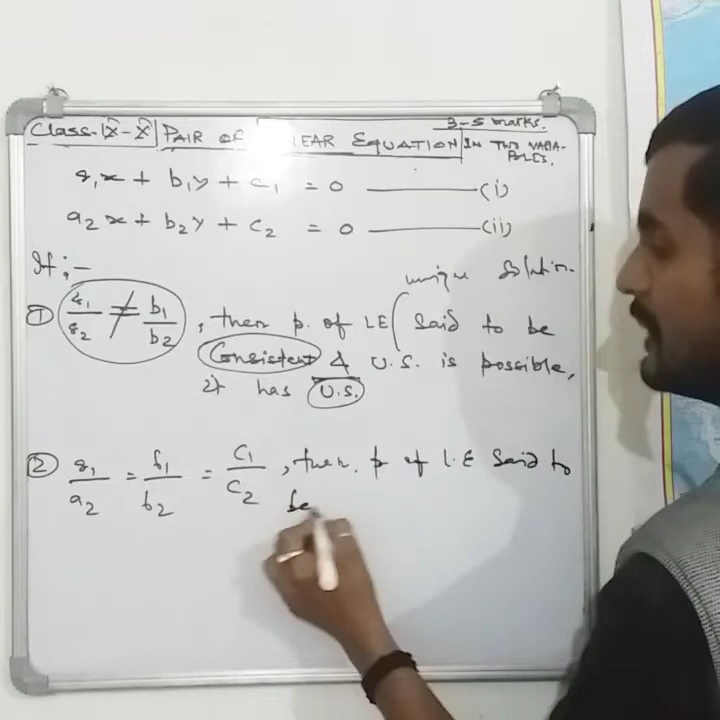 Class-IX-X PAIR OF LINEAR EQUATION IN TWO VARIA-
BLES.
3-5 marks.
a₁x + b₁y + c₁ = 0 ———(i)
a₂x + b₂y + c₂ = 0 ———(ii)
If :-
unique solution.
① a₁/a₂ ≠ b₁/b₂, then p. of LE ( said to be
Consistent & U.S. is possible,
it has U.S.
② a₁/a₂ = b₁/b₂ = c₁/c₂, then p of L.E said to
be